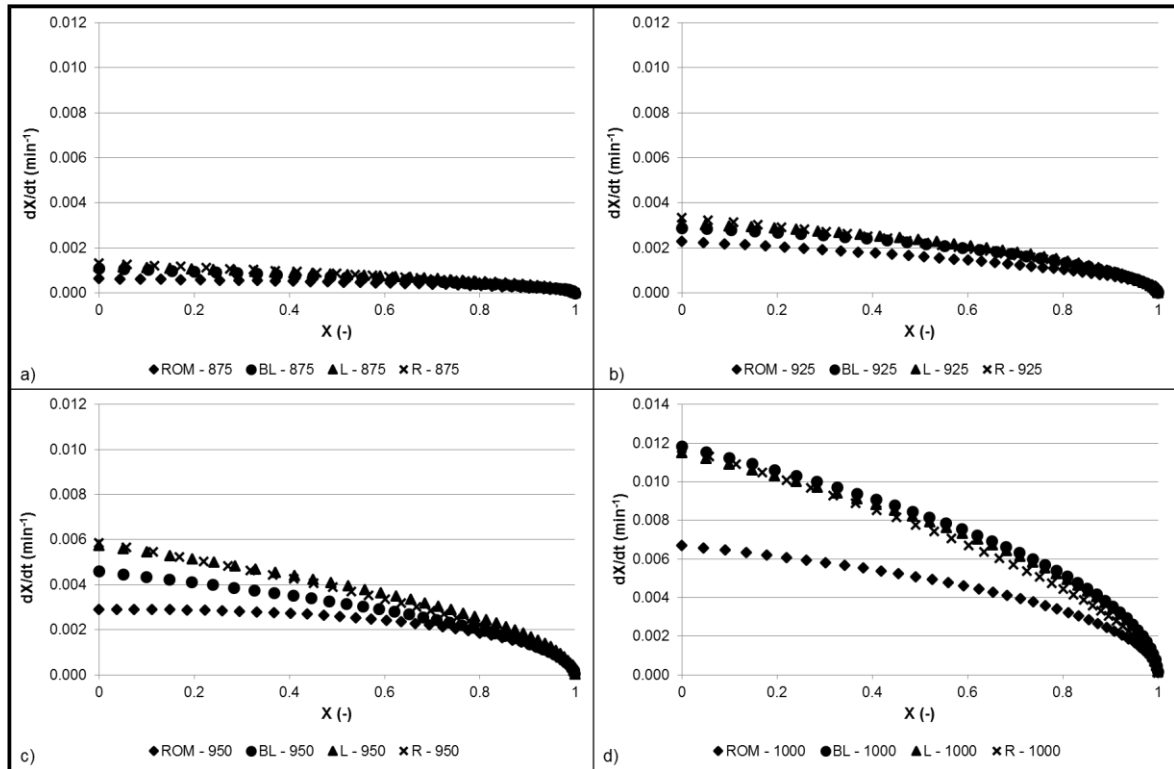 0.012
0.010
0.008
0.006
0.004
0.002
0.000
dX/dt (min⁻¹)
0 0.2 0.4 0.6 0.8 1
X (-)
◆ROM - 875 ●BL - 875 ▲L - 875 ×R - 875
a)
0.012
0.010
0.008
0.006
0.004
0.002
0.000
dX/dt (min⁻¹)
0 0.2 0.4 0.6 0.8 1
X (-)
◆ROM - 925 ●BL - 925 ▲L - 925 ×R - 925
b)
0.012
0.010
0.008
0.006
0.004
0.002
0.000
dX/dt (min⁻¹)
0 0.2 0.4 0.6 0.8 1
X (-)
◆ROM - 950 ●BL - 950 ▲L - 950 ×R - 950
c)
0.014
0.012
0.010
0.008
0.006
0.004
0.002
0.000
dX/dt (min⁻¹)
0 0.2 0.4 0.6 0.8 1
X (-)
◆ROM - 1000 ●BL - 1000 ▲L - 1000 ×R - 1000
d)